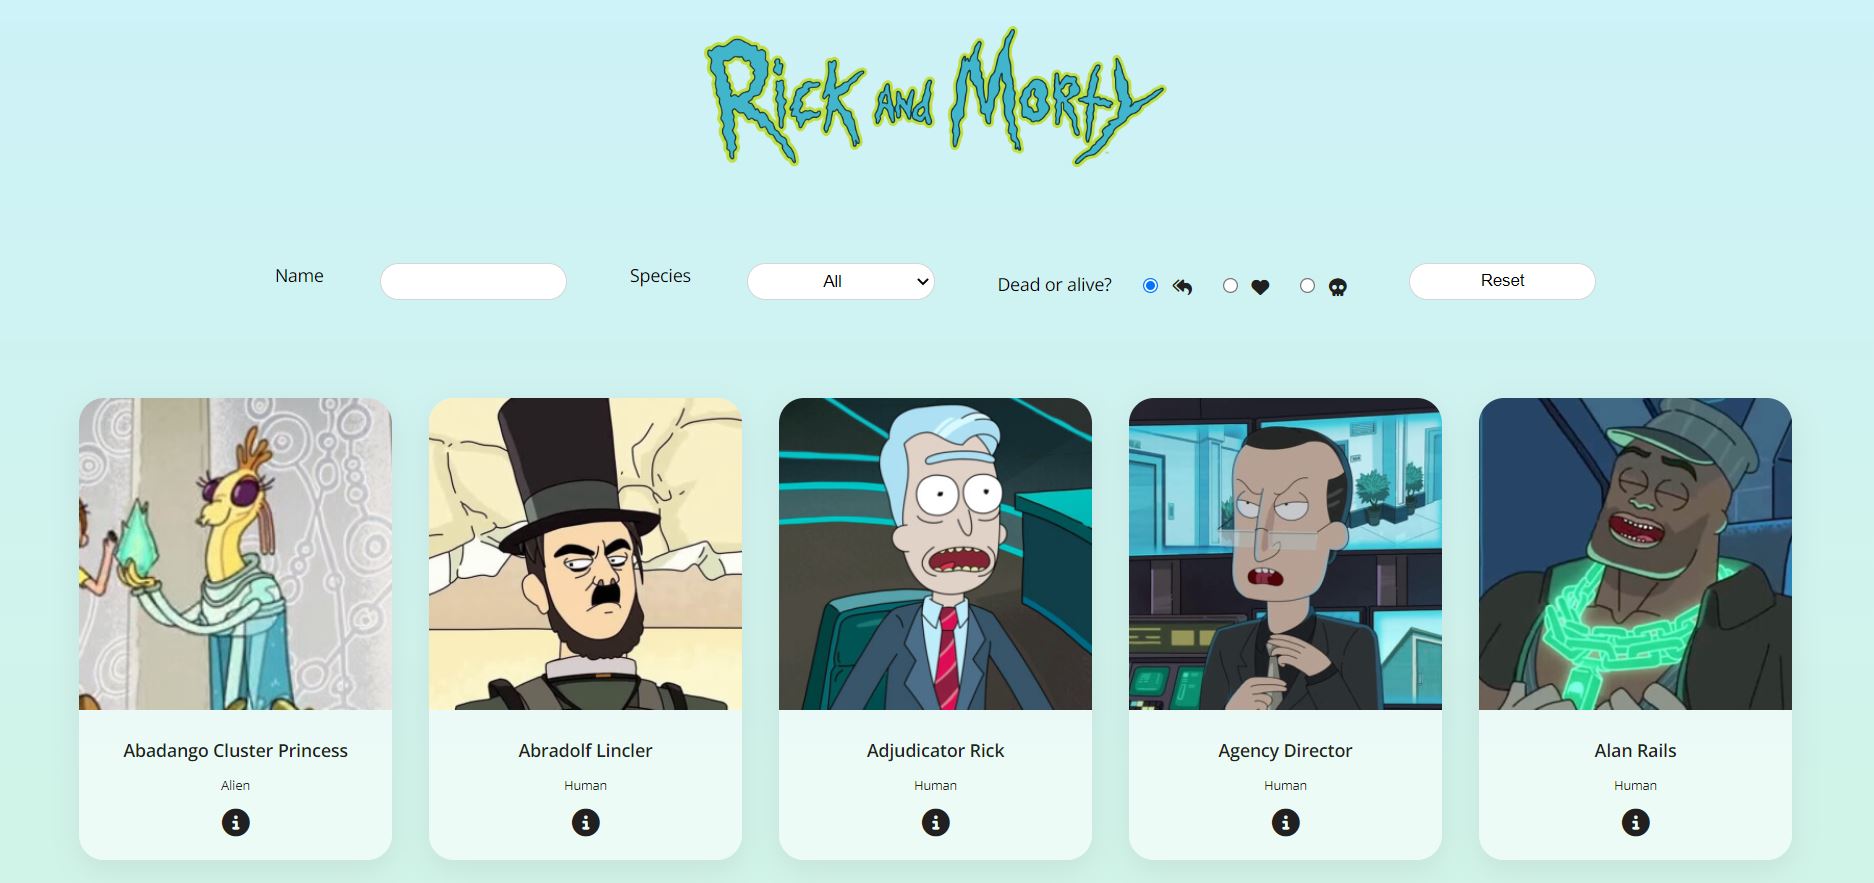 Rick and Morty
Name
Species
All
Dead or alive?
Reset
Abadango Cluster Princess
Alien
Abradolf Lincler
Human
Adjudicator Rick
Human
Agency Director
Human
Alan Rails
Human